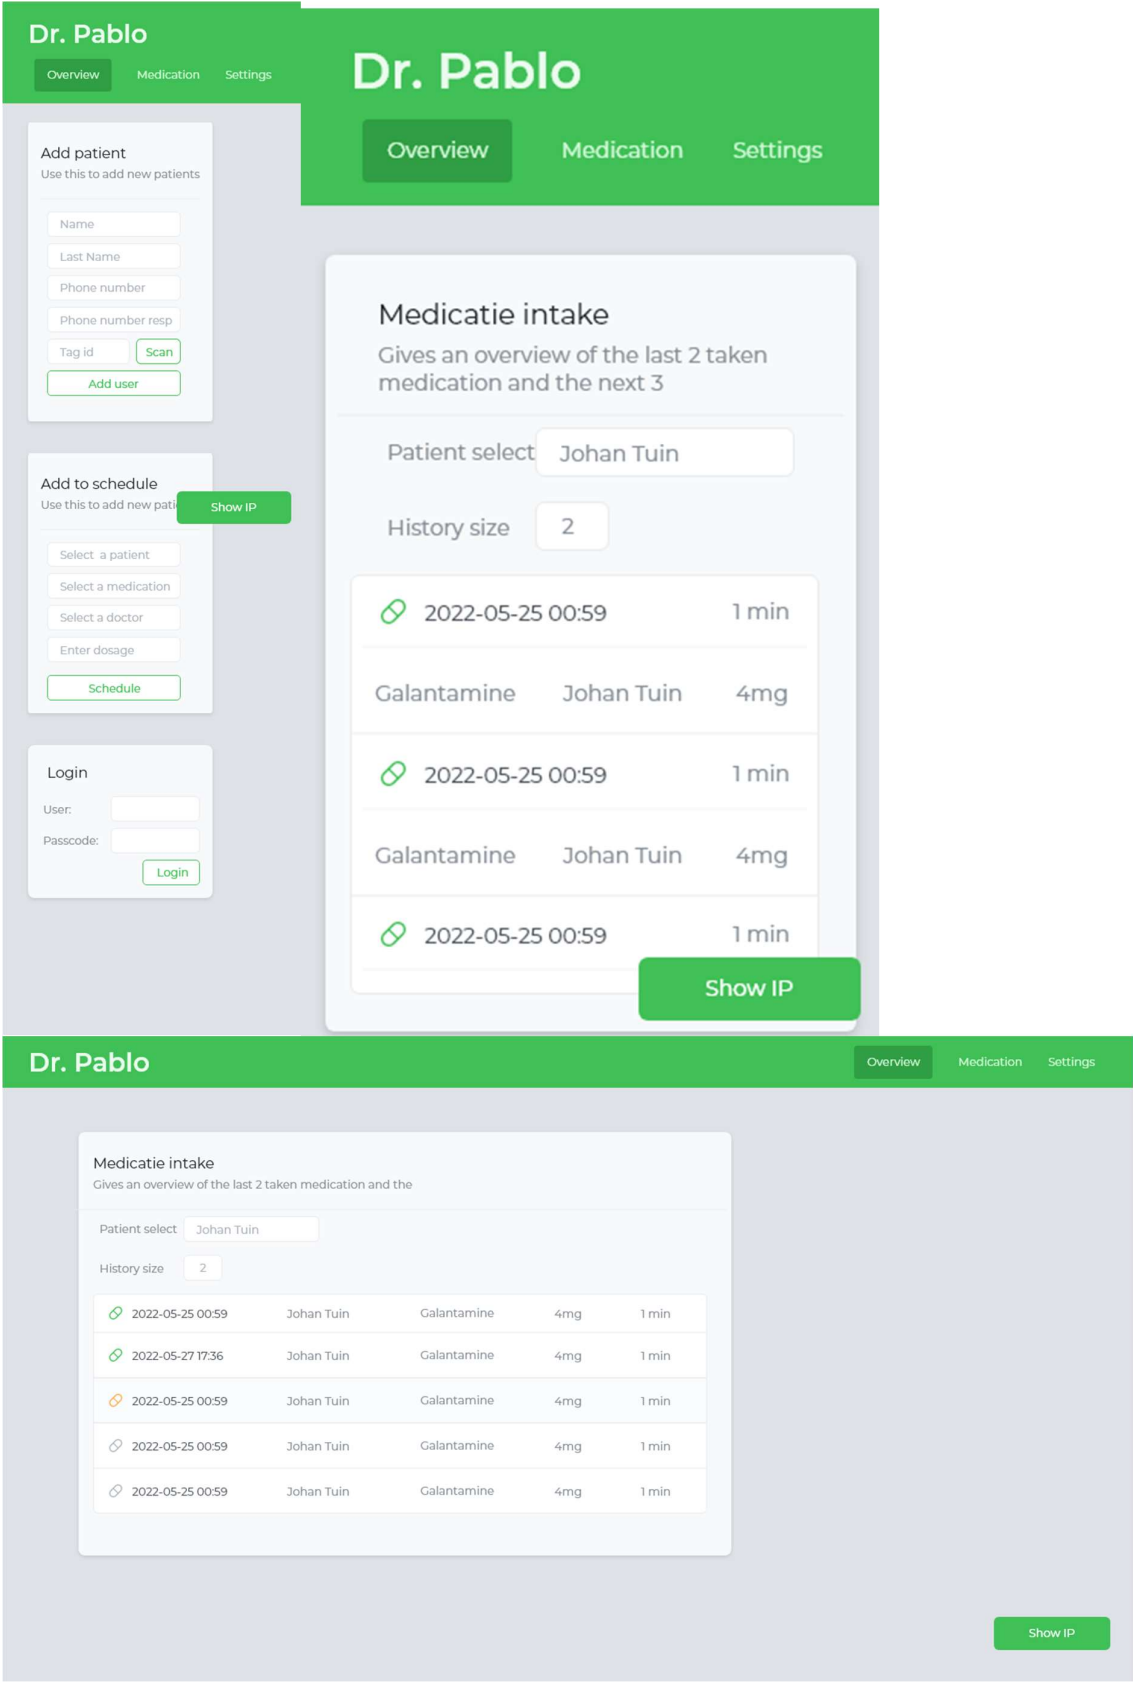 Dr. Pablo
Overview Medication Settings
Add patient
Use this to add new patients
Name
Last Name
Phone number
Phone number resp
Tag id Scan
Add user
Add to schedule
Use this to add new pati
Show IP
Select a patient
Select a medication
Select a doctor
Enter dosage
Schedule
Login
User:
Passcode:
Login
Dr. Pablo
Overview Medication Settings
Medicatie intake
Gives an overview of the last 2 taken
medication and the next 3
Patient select Johan Tuin
History size 2
2022-05-25 00:59 1 min
Galantamine Johan Tuin 4mg
2022-05-25 00:59 1 min
Galantamine Johan Tuin 4mg
2022-05-25 00:59 1 min
Show IP
Dr. Pablo Overview Medication Settings
Medicatie intake
Gives an overview of the last 2 taken medication and the
Patient select Johan Tuin
History size 2
2022-05-25 00:59 Johan Tuin Galantamine 4mg 1 min
2022-05-27 17:36 Johan Tuin Galantamine 4mg 1 min
2022-05-25 00:59 Johan Tuin Galantamine 4mg 1 min
2022-05-25 00:59 Johan Tuin Galantamine 4mg 1 min
2022-05-25 00:59 Johan Tuin Galantamine 4mg 1 min
Show IP